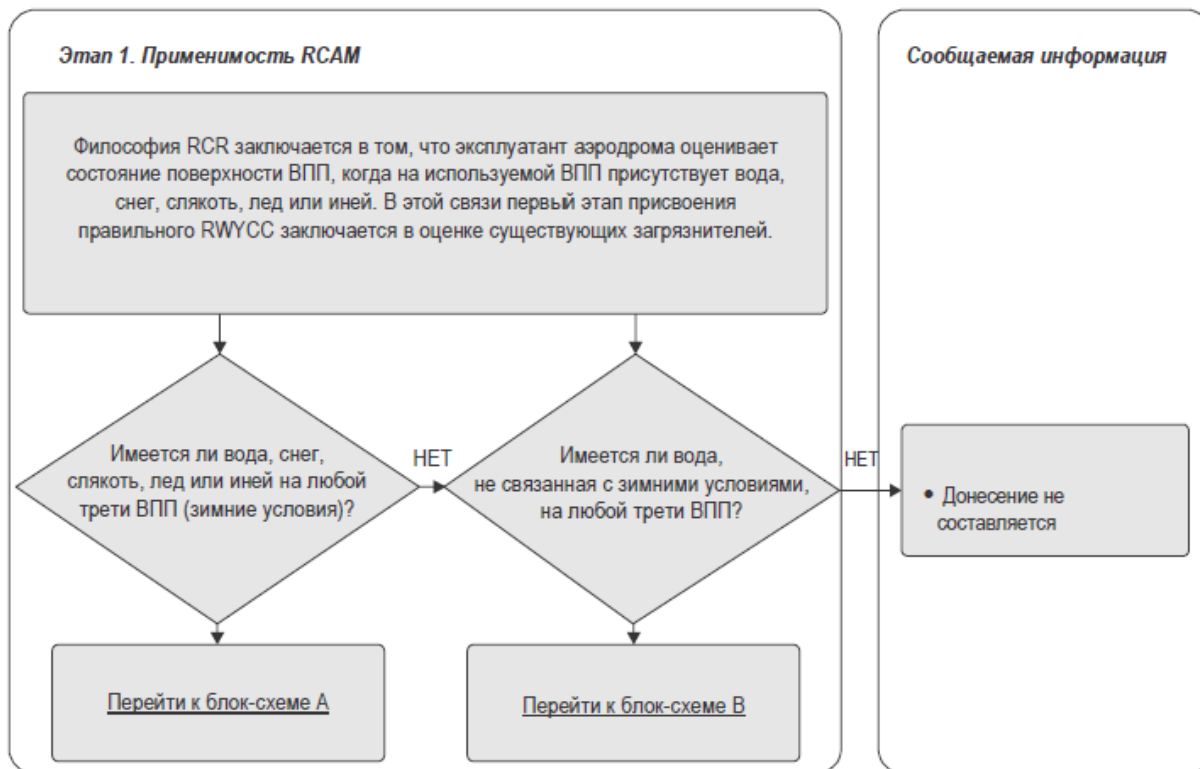 Этап 1. Применимость RCAM
Сообщаемая информация
Философия RCR заключается в том, что эксплуатант аэродрома оценивает
состояние поверхности ВПП, когда на используемой ВПП присутствует вода,
снег, слякоть, лед или иней. В этой связи первый этап присвоения
правильного RWYCC заключается в оценке существующих загрязнителей.
Имеется ли вода, снег,
слякоть, лед или иней на любой
трети ВПП (зимние условия)?
НЕТ
Имеется ли вода,
не связанная с зимними условиями,
на любой трети ВПП?
НЕТ
• Донесение не
составляется
Перейти к блок-схеме A
Перейти к блок-схеме B